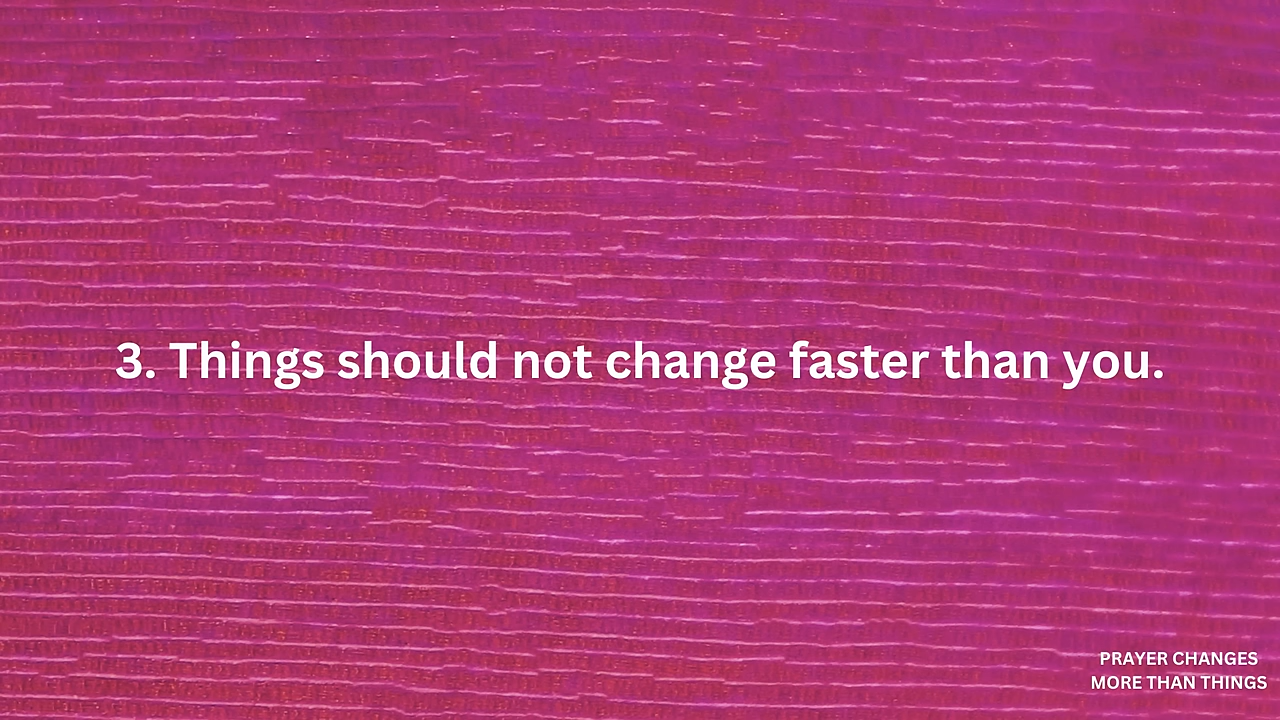 3. Things should not change faster than you.
PRAYER CHANGES
MORE THAN THINGS